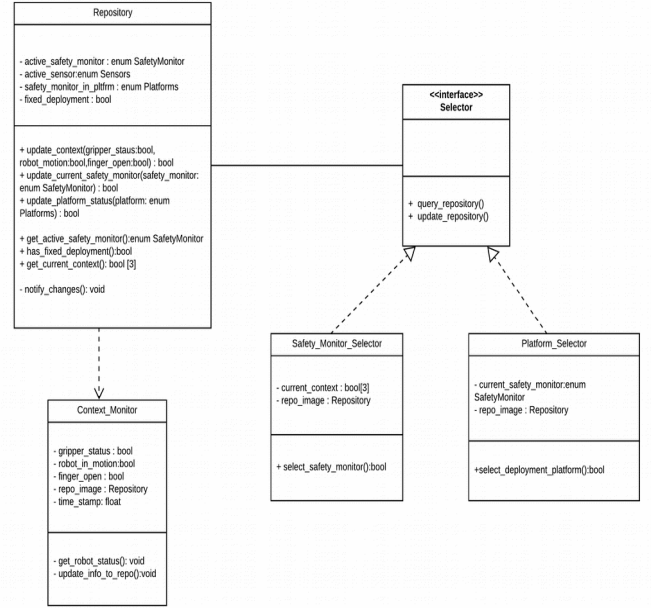 Repository
- active_safety_monitor : enum SafetyMonitor
- active_sensor:enum Sensors
- safety_monitor_in_pltfrm : enum Platforms
- fixed_deployment : bool
+ update_context(gripper_staus:bool,
robot_motion:bool,finger_open:bool) : bool
+ update_current_safety_monitor(safety_monitor:
enum SafetyMonitor) : bool
+ update_platform_status(platform: enum
Platforms) : bool
+ get_active_safety_monitor():enum SafetyMonitor
+ has_fixed_deployment():bool
+ get_current_context(): bool [3]
- notify_changes(): void
<<interface>>
Selector
+ query_repository()
+ update_repository()
Safety_Monitor_Selector
- current_context : bool[3]
- repo_image : Repository
+ select_safety_monitor():bool
Platform_Selector
- current_safety_monitor:enum
SafetyMonitor
- repo_image : Repository
+select_deployment_platform():bool
Context_Monitor
- gripper_status : bool
- robot_in_motion:bool
- finger_open : bool
- repo_image : Repository
- time_stamp: float
- get_robot_status(): void
- update_info_to_repo():void